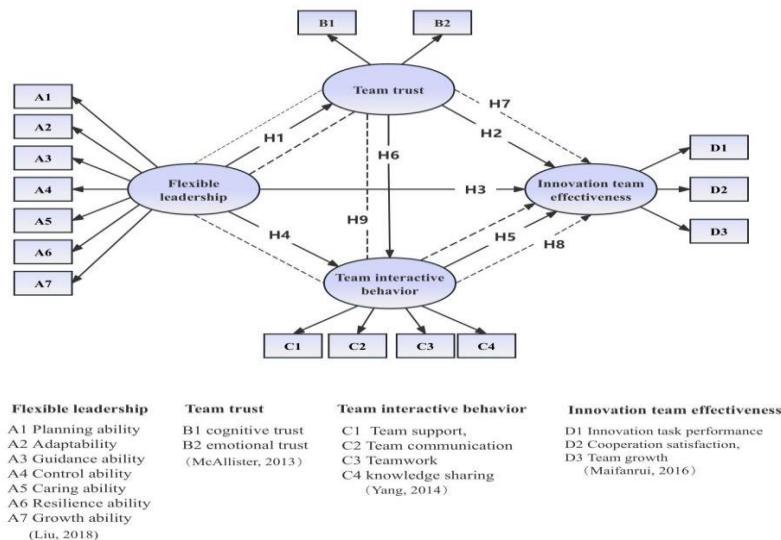 B1
B2
Team trust
A1
A2
A3
A4
A5
A6
A7
H1
H7
H2
H6
D1
D2
D3
Flexible
leadership
H3
Innovation team
effectiveness
H4
H9
H5
H8
Team interactive
behavior
C1
C2
C3
C4
Flexible leadership
A1 Planning ability
A2 Adaptability
A3 Guidance ability
A4 Control ability
A5 Caring ability
A6 Resilience ability
A7 Growth ability
(Liu, 2018)
Team trust
B1 cognitive trust
B2 emotional trust
(McAllister, 2013)
Team interactive behavior
C1 Team support,
C2 Team communication
C3 Teamwork
C4 knowledge sharing
(Yang, 2014)
Innovation team effectiveness
D1 Innovation task performance
D2 Cooperation satisfaction,
D3 Team growth
(Maifanrui, 2016)